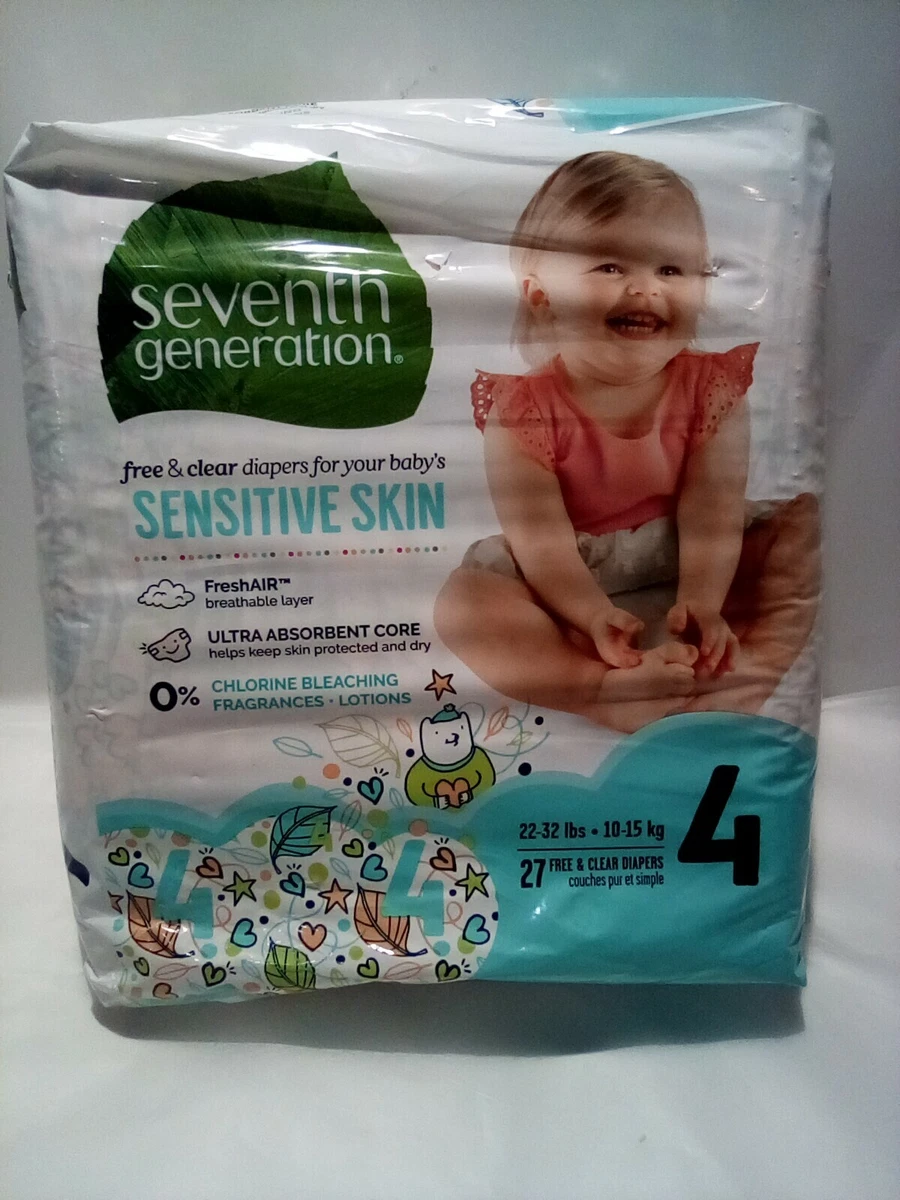 seventh
generation®
free & clear diapers for your baby's
SENSITIVE SKIN
FreshAIR™
breathable layer
ULTRA ABSORBENT CORE
helps keep skin protected and dry
0% CHLORINE BLEACHING
FRAGRANCES • LOTIONS
22-32 lbs • 10-15 kg
4
27 FREE & CLEAR DIAPERS
couches pur et simple
4 4